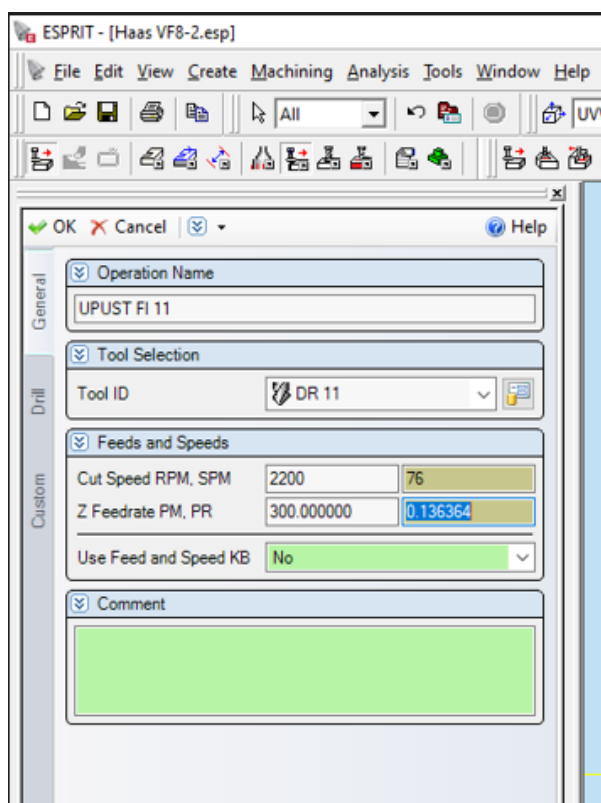 ESPRIT - [Haas VF8-2.esp]
File Edit View Create Machining Analysis Tools Window Help
All
OK Cancel Help
General
Operation Name
UPUST FI 11
Tool Selection
Tool ID DR 11
Drill
Feeds and Speeds
Cut Speed RPM, SPM 2200 76
Z Feedrate PM, PR 300.000000 0.136364
Custom
Use Feed and Speed KB No
Comment